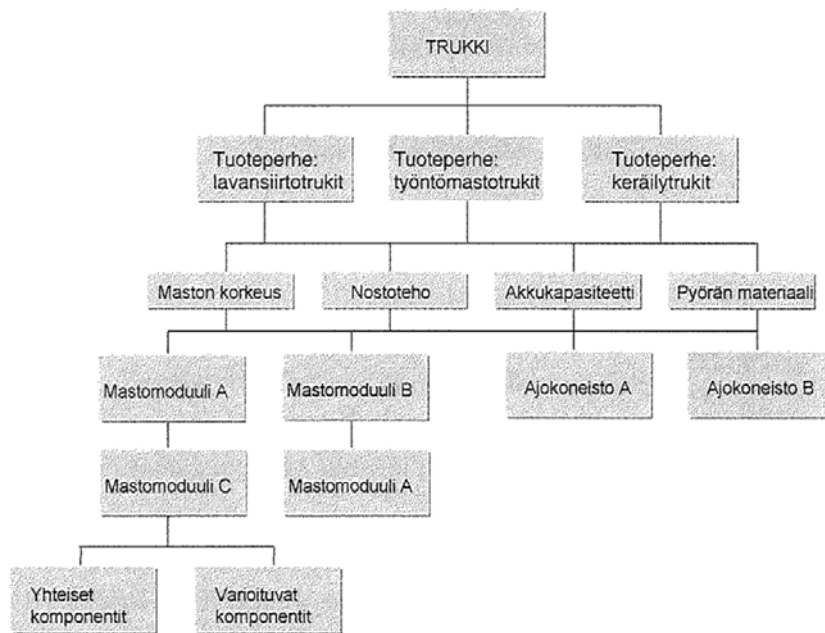 TRUKKI
Tuoteperhe:
lavansiirtotrukit
Tuoteperhe:
työntömastotrukit
Tuoteperhe:
keräilytrukit
Maston korkeus
Nostoteho
Akkukapasiteetti
Pyörän materiaali
Mastomoduuli A
Mastomoduuli B
Ajokoneisto A
Ajokoneisto B
Mastomoduuli C
Mastomoduuli A
Yhteiset
komponentit
Varioituvat
komponentit